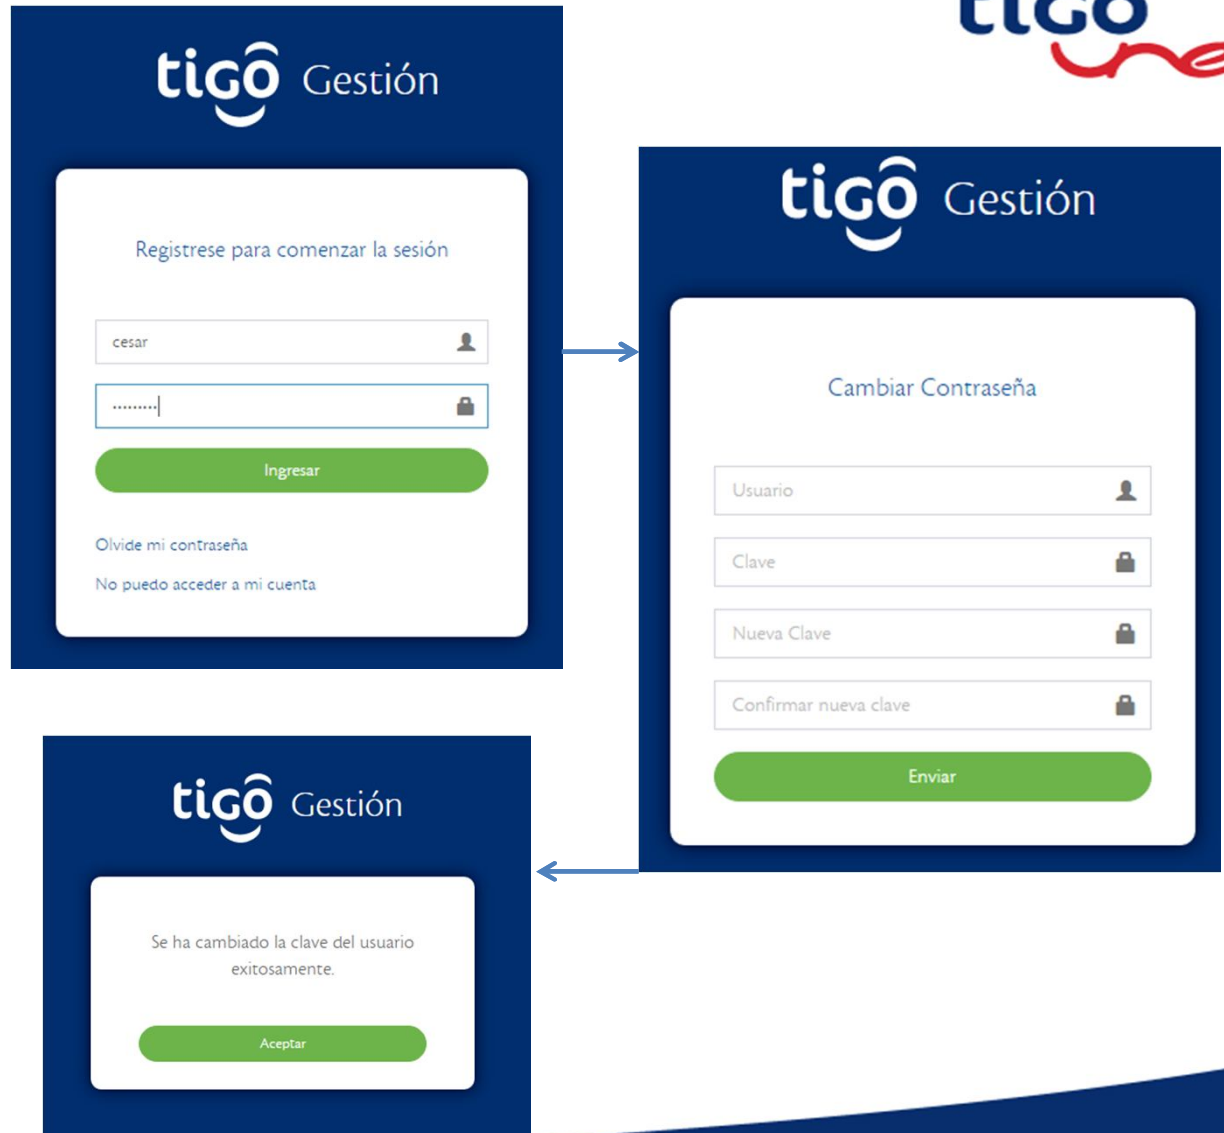 tigo
une
tigo Gestión
Registrese para comenzar la sesión
cesar
.........
Ingresar
Olvide mi contraseña
No puedo acceder a mi cuenta
tigo Gestión
Cambiar Contraseña
Usuario
Clave
Nueva Clave
Confirmar nueva clave
Enviar
tigo Gestión
Se ha cambiado la clave del usuario
exitosamente.
Aceptar